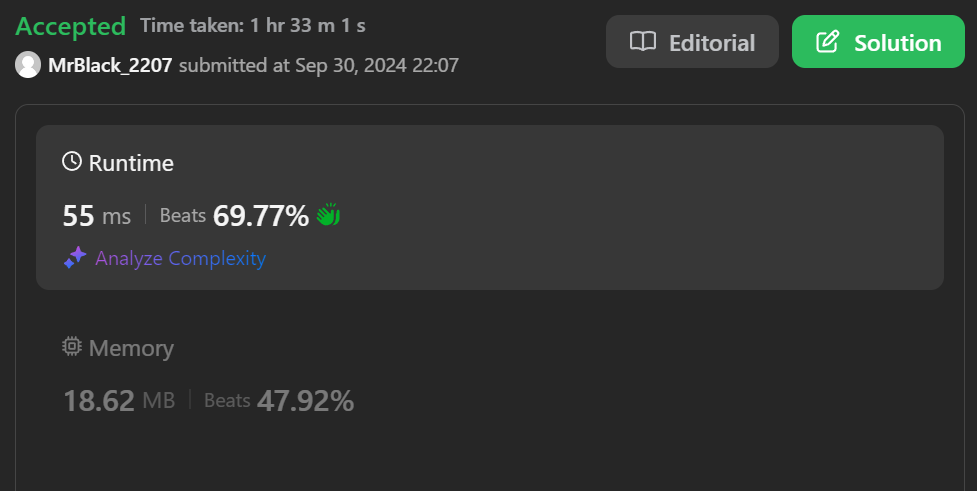 Accepted Time taken: 1 hr 33 m 1 s
MrBlack_2207 submitted at Sep 30, 2024 22:07
Editorial
Solution
Runtime
55 ms Beats 69.77%
Analyze Complexity
Memory
18.62 MB Beats 47.92%